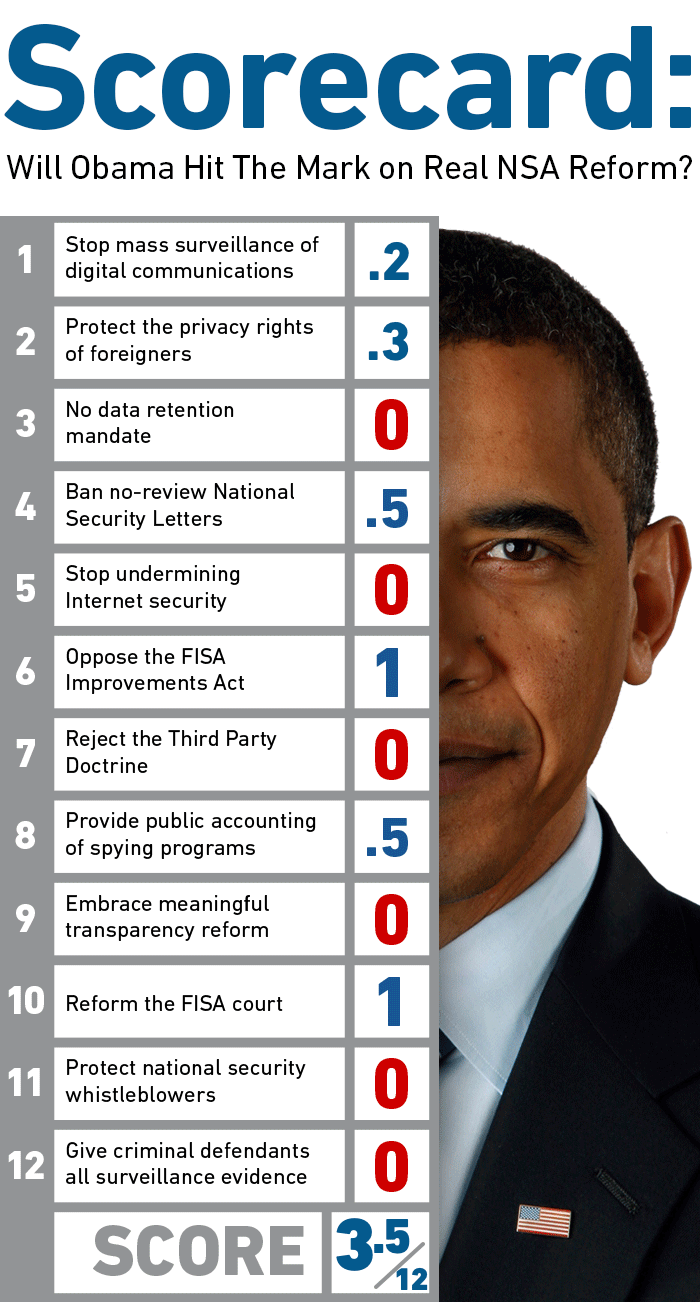 Scorecard:
Will Obama Hit The Mark on Real NSA Reform?
1
Stop mass surveillance of
digital communications
.2
2
Protect the privacy rights
of foreigners
.3
3
No data retention
mandate
0
4
Ban no-review National
Security Letters
.5
5
Stop undermining
Internet security
0
6
Oppose the FISA
Improvements Act
1
7
Reject the Third Party
Doctrine
0
8
Provide public accounting
of spying programs
.5
9
Embrace meaningful
transparency reform
0
10
Reform the FISA court
1
11
Protect national security
whistleblowers
0
12
Give criminal defendants
all surveillance evidence
0
SCORE
3.5/12